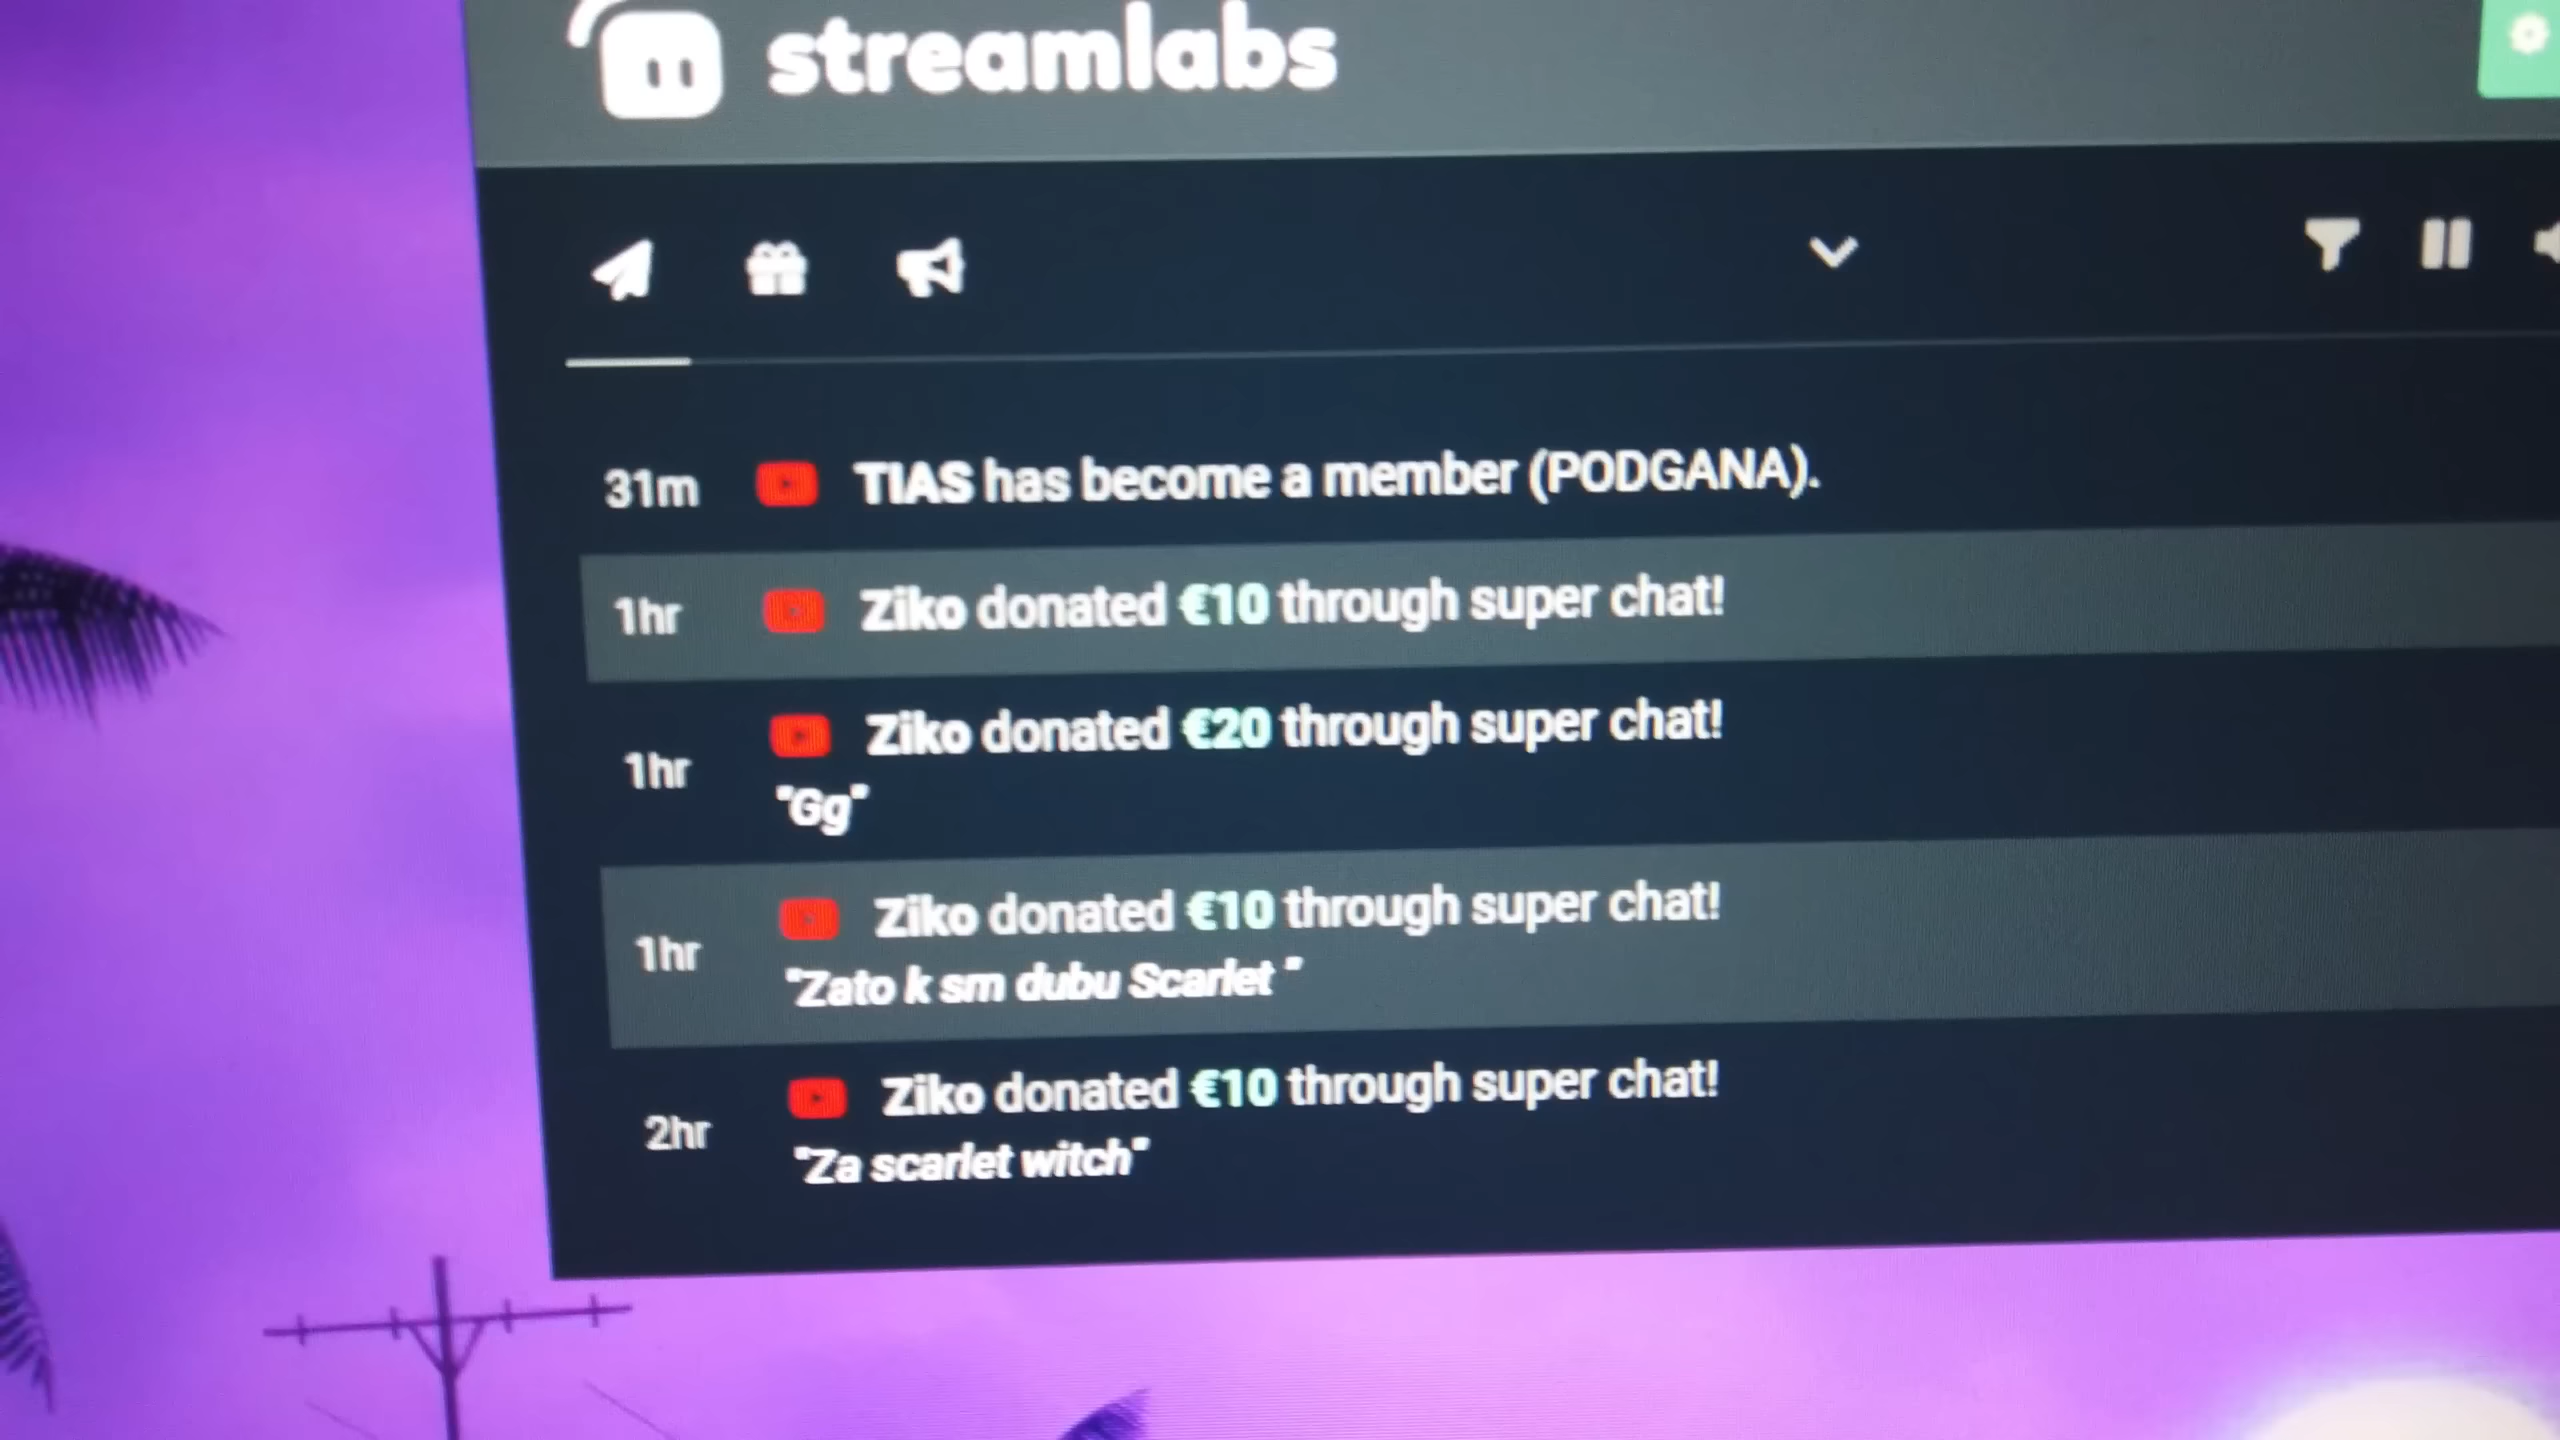 streamlabs
31m TIAS has become a member (PODGANA).
1hr Ziko donated €10 through super chat!
1hr Ziko donated €20 through super chat!
"Gg"
1hr Ziko donated €10 through super chat!
"Zato k sm dubu Scarlet "
2hr Ziko donated €10 through super chat!
"Za scarlet witch"